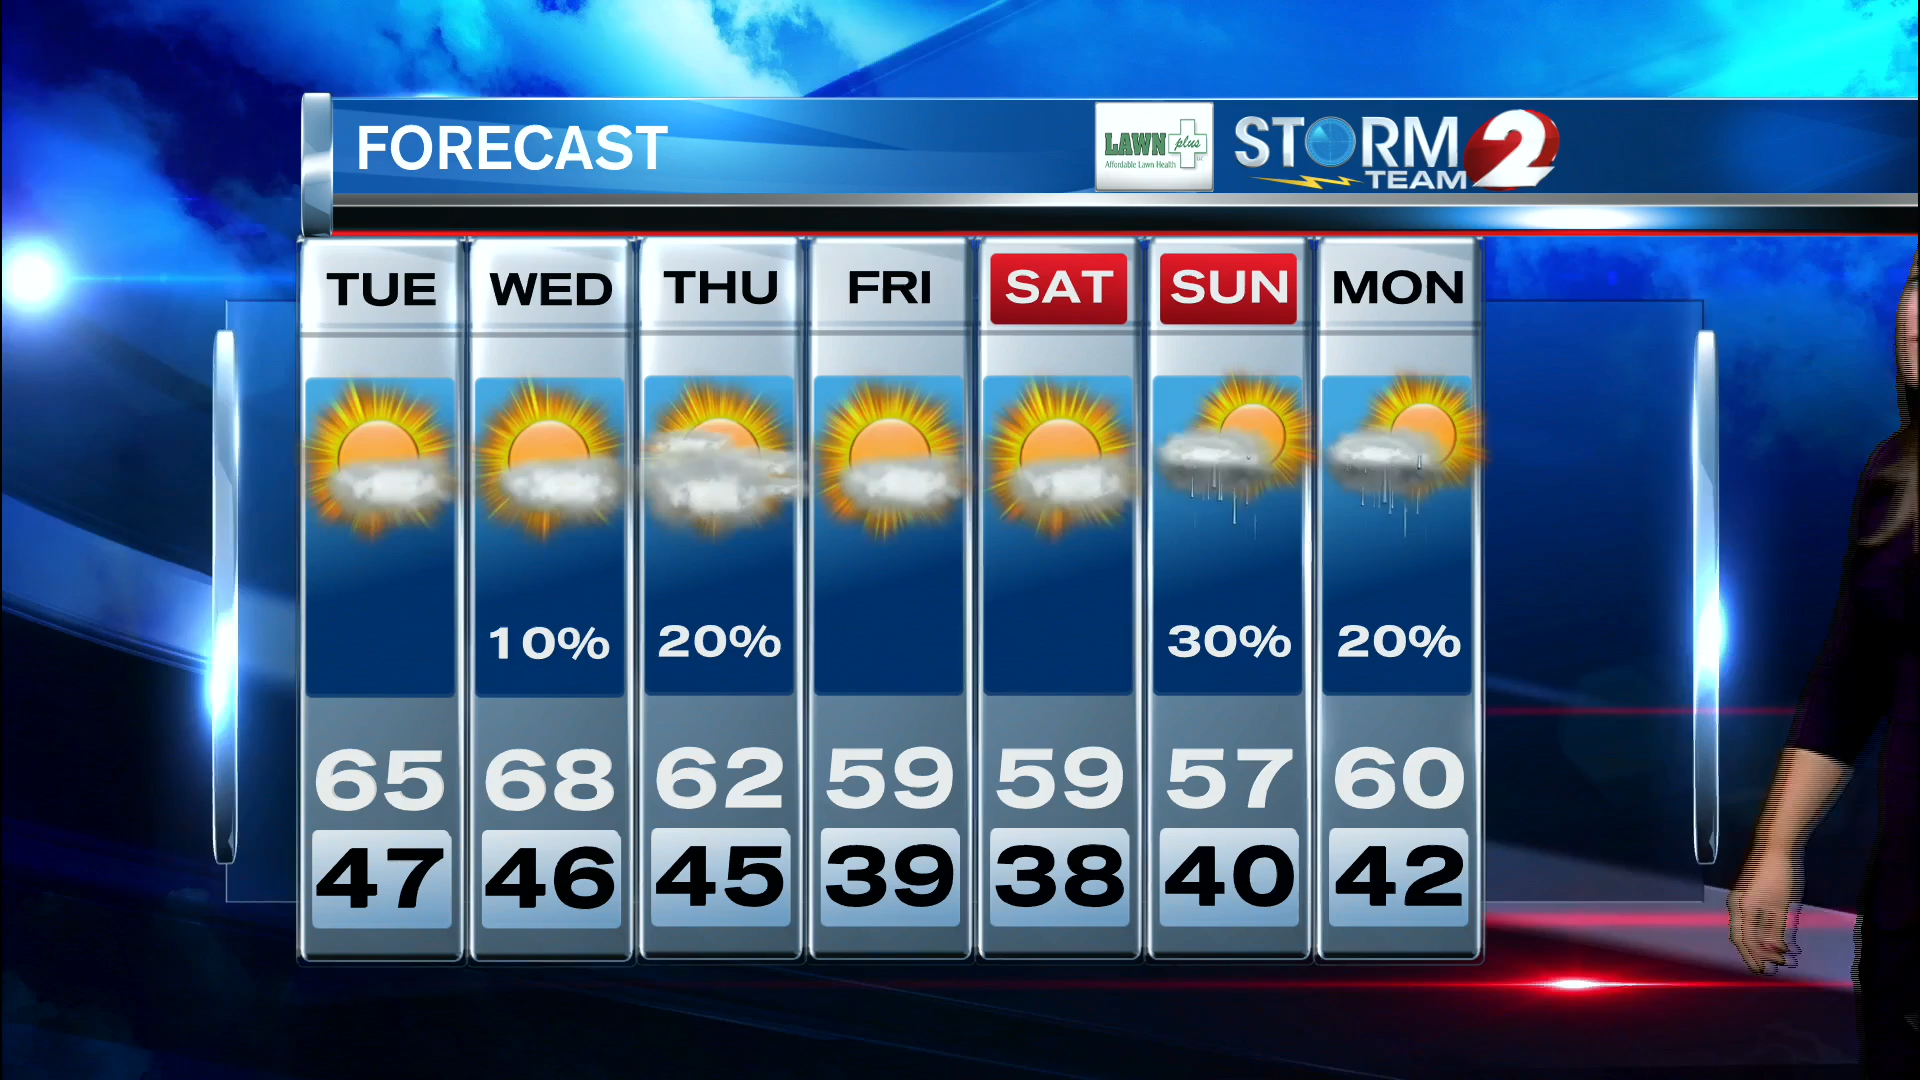 FORECAST
LAWN plus
Affordable Lawn Health
STORM
TEAM 2
TUE WED THU FRI SAT SUN MON
10% 20% 30% 20%
65 68 62 59 59 57 60
47 46 45 39 38 40 42